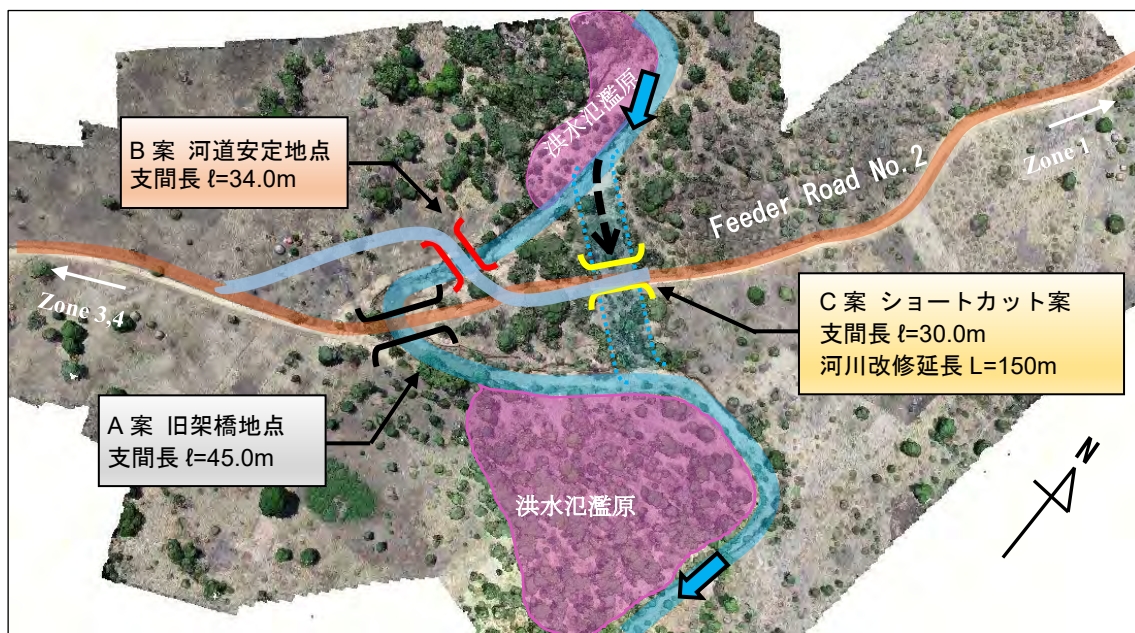 洪水氾濫原
B 案 河道安定地点
支間長 ℓ=34.0m
Zone 1
Feeder Road No.2
Zone 3,4
C 案 ショートカット案
支間長 ℓ=30.0m
河川改修延長 L=150m
A 案 旧架橋地点
支間長 ℓ=45.0m
洪水氾濫原
N